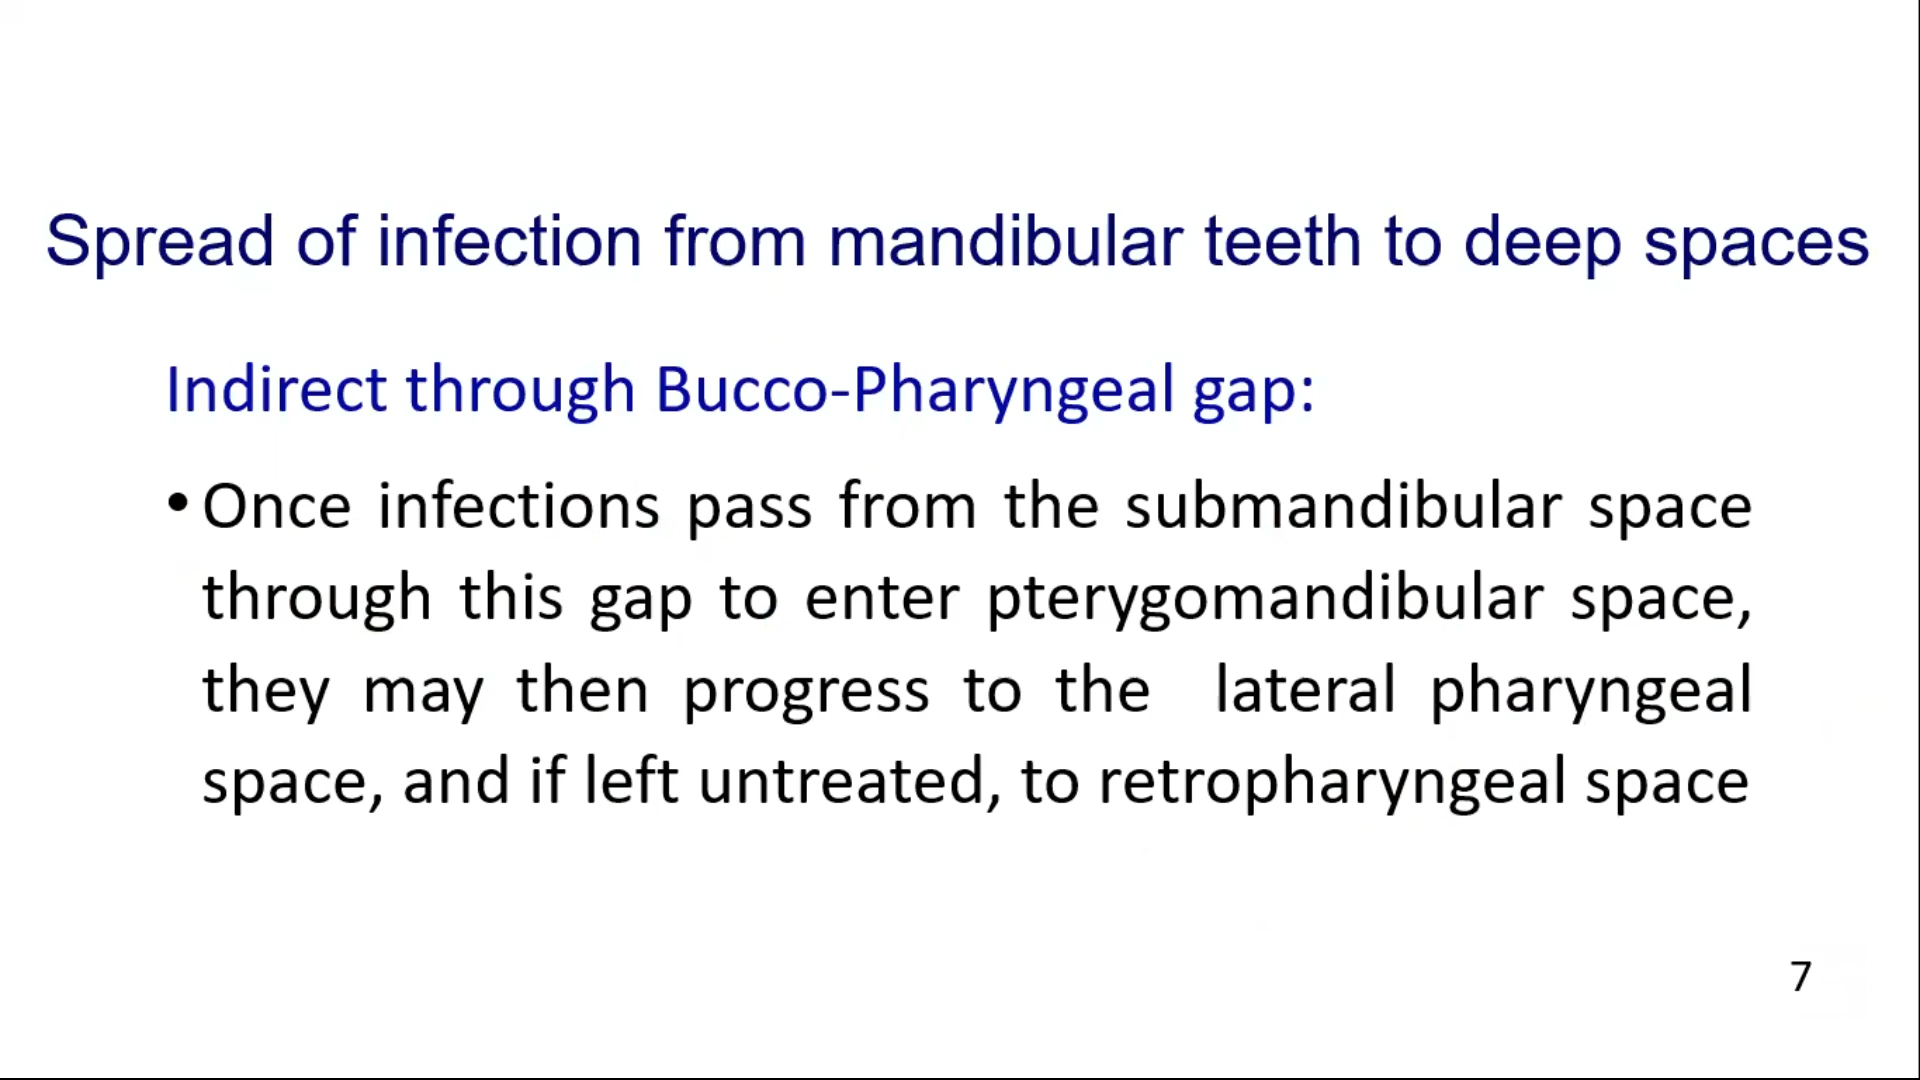 Spread of infection from mandibular teeth to deep spaces
Indirect through Bucco-Pharyngeal gap:
• Once infections pass from the submandibular space
through this gap to enter pterygomandibular space,
they may then progress to the lateral pharyngeal
space, and if left untreated, to retropharyngeal space
7